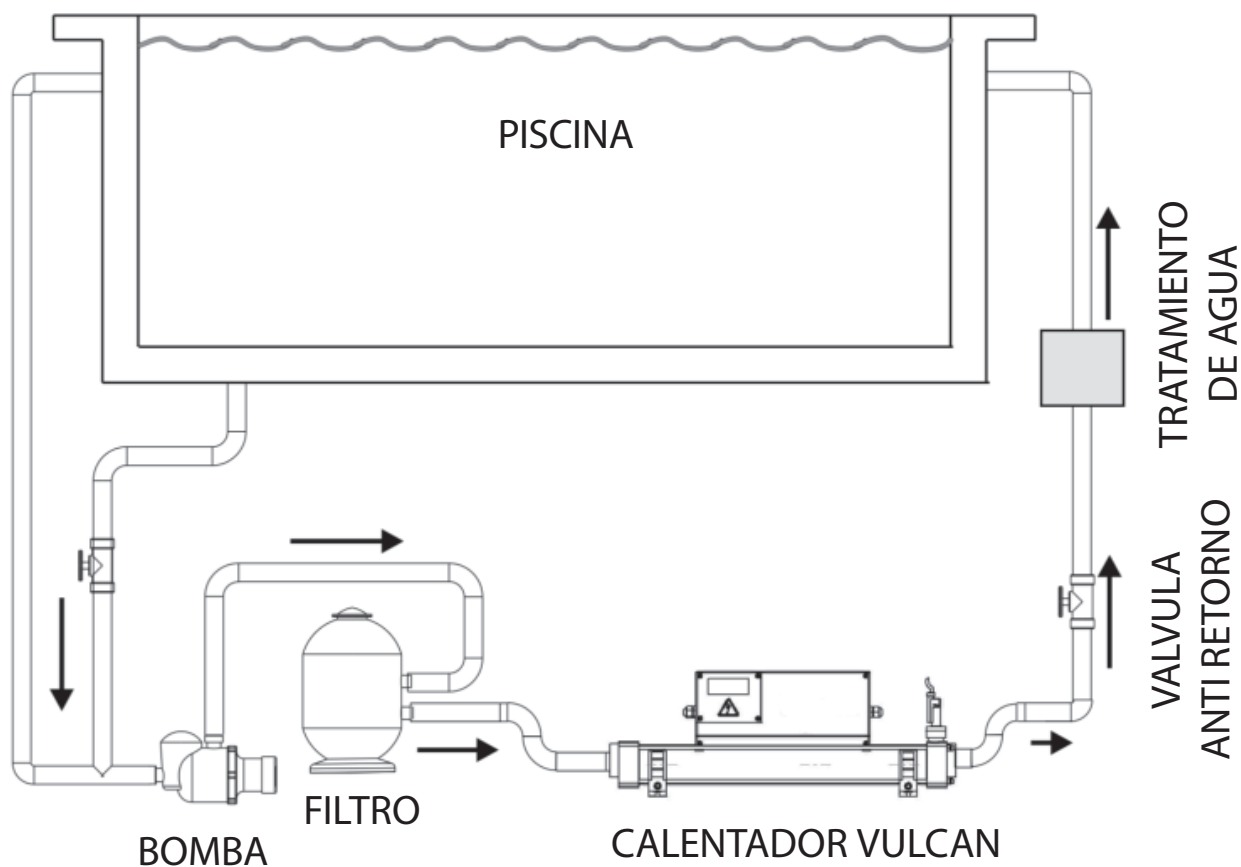 PISCINA
TRATAMIENTO
DE AGUA
VALVULA
ANTI RETORNO
FILTRO
BOMBA
CALENTADOR VULCAN